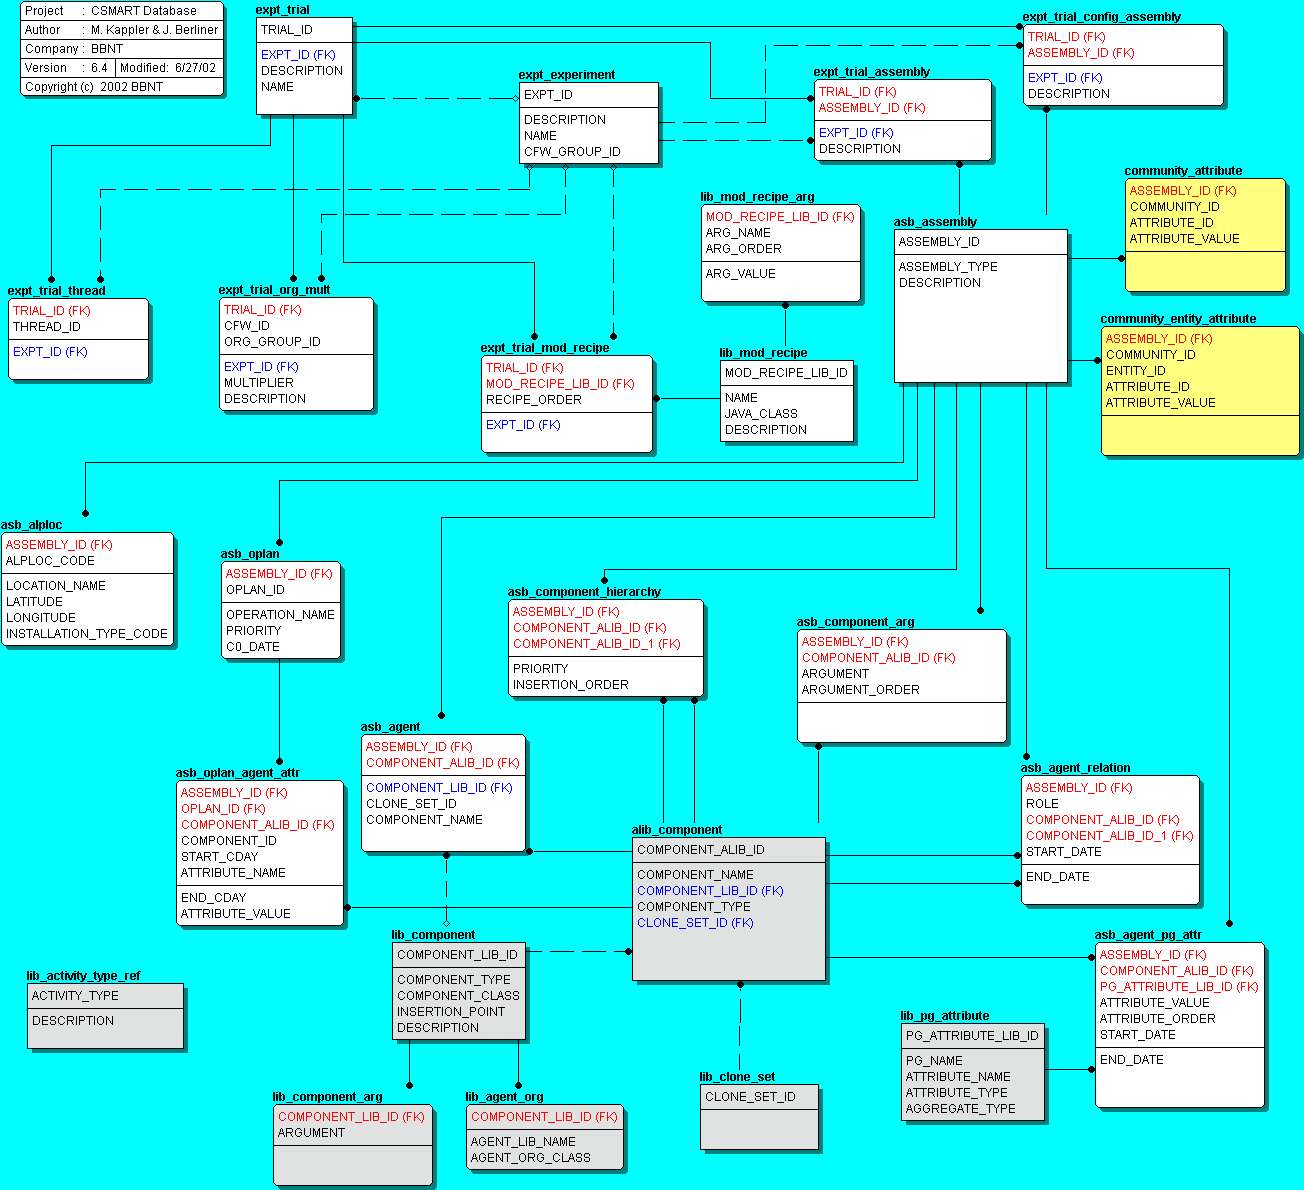 Project : CSMART Database
Author : M. Kappler & J. Berliner
Company : BBNT
Version : 6.4 Modified: 6/27/02
Copyright (c) 2002 BBNT
expt_trial
TRIAL_ID
EXPT_ID (FK)
DESCRIPTION
NAME
expt_experiment
EXPT_ID
DESCRIPTION
NAME
CFW_GROUP_ID
expt_trial_assembly
TRIAL_ID (FK)
ASSEMBLY_ID (FK)
EXPT_ID (FK)
DESCRIPTION
expt_trial_config_assembly
TRIAL_ID (FK)
ASSEMBLY_ID (FK)
EXPT_ID (FK)
DESCRIPTION
community_attribute
ASSEMBLY_ID (FK)
COMMUNITY_ID
ATTRIBUTE_ID
ATTRIBUTE_VALUE
lib_mod_recipe_arg
MOD_RECIPE_LIB_ID (FK)
ARG_NAME
ARG_ORDER
ARG_VALUE
asb_assembly
ASSEMBLY_ID
ASSEMBLY_TYPE
DESCRIPTION
expt_trial_thread
TRIAL_ID (FK)
THREAD_ID
EXPT_ID (FK)
expt_trial_org_mult
TRIAL_ID (FK)
CFW_ID
ORG_GROUP_ID
EXPT_ID (FK)
MULTIPLIER
DESCRIPTION
expt_trial_mod_recipe
TRIAL_ID (FK)
MOD_RECIPE_LIB_ID (FK)
RECIPE_ORDER
EXPT_ID (FK)
lib_mod_recipe
MOD_RECIPE_LIB_ID
NAME
JAVA_CLASS
DESCRIPTION
community_entity_attribute
ASSEMBLY_ID (FK)
COMMUNITY_ID
ENTITY_ID
ATTRIBUTE_ID
ATTRIBUTE_VALUE
asb_alploc
ASSEMBLY_ID (FK)
ALPLOC_CODE
LOCATION_NAME
LATITUDE
LONGITUDE
INSTALLATION_TYPE_CODE
asb_oplan
ASSEMBLY_ID (FK)
OPLAN_ID
OPERATION_NAME
PRIORITY
C0_DATE
asb_component_hierarchy
ASSEMBLY_ID (FK)
COMPONENT_ALIB_ID (FK)
COMPONENT_ALIB_ID_1 (FK)
PRIORITY
INSERTION_ORDER
asb_component_arg
ASSEMBLY_ID (FK)
COMPONENT_ALIB_ID (FK)
ARGUMENT
ARGUMENT_ORDER
asb_agent
ASSEMBLY_ID (FK)
COMPONENT_ALIB_ID (FK)
COMPONENT_LIB_ID (FK)
CLONE_SET_ID
COMPONENT_NAME
asb_oplan_agent_attr
ASSEMBLY_ID (FK)
OPLAN_ID (FK)
COMPONENT_ALIB_ID (FK)
COMPONENT_ID
START_CDAY
ATTRIBUTE_NAME
END_CDAY
ATTRIBUTE_VALUE
asb_agent_relation
ASSEMBLY_ID (FK)
ROLE
COMPONENT_ALIB_ID (FK)
COMPONENT_ALIB_ID_1 (FK)
START_DATE
END_DATE
alib_component
COMPONENT_ALIB_ID
COMPONENT_NAME
COMPONENT_LIB_ID (FK)
COMPONENT_TYPE
CLONE_SET_ID (FK)
lib_component
COMPONENT_LIB_ID
COMPONENT_TYPE
COMPONENT_CLASS
INSERTION_POINT
DESCRIPTION
asb_agent_pg_attr
ASSEMBLY_ID (FK)
COMPONENT_ALIB_ID (FK)
PG_ATTRIBUTE_LIB_ID (FK)
ATTRIBUTE_VALUE
ATTRIBUTE_ORDER
START_DATE
END_DATE
lib_activity_type_ref
ACTIVITY_TYPE
DESCRIPTION
lib_pg_attribute
PG_ATTRIBUTE_LIB_ID
PG_NAME
ATTRIBUTE_NAME
ATTRIBUTE_TYPE
AGGREGATE_TYPE
lib_component_arg
COMPONENT_LIB_ID (FK)
ARGUMENT
lib_agent_org
COMPONENT_LIB_ID (FK)
AGENT_LIB_NAME
AGENT_ORG_CLASS
lib_clone_set
CLONE_SET_ID